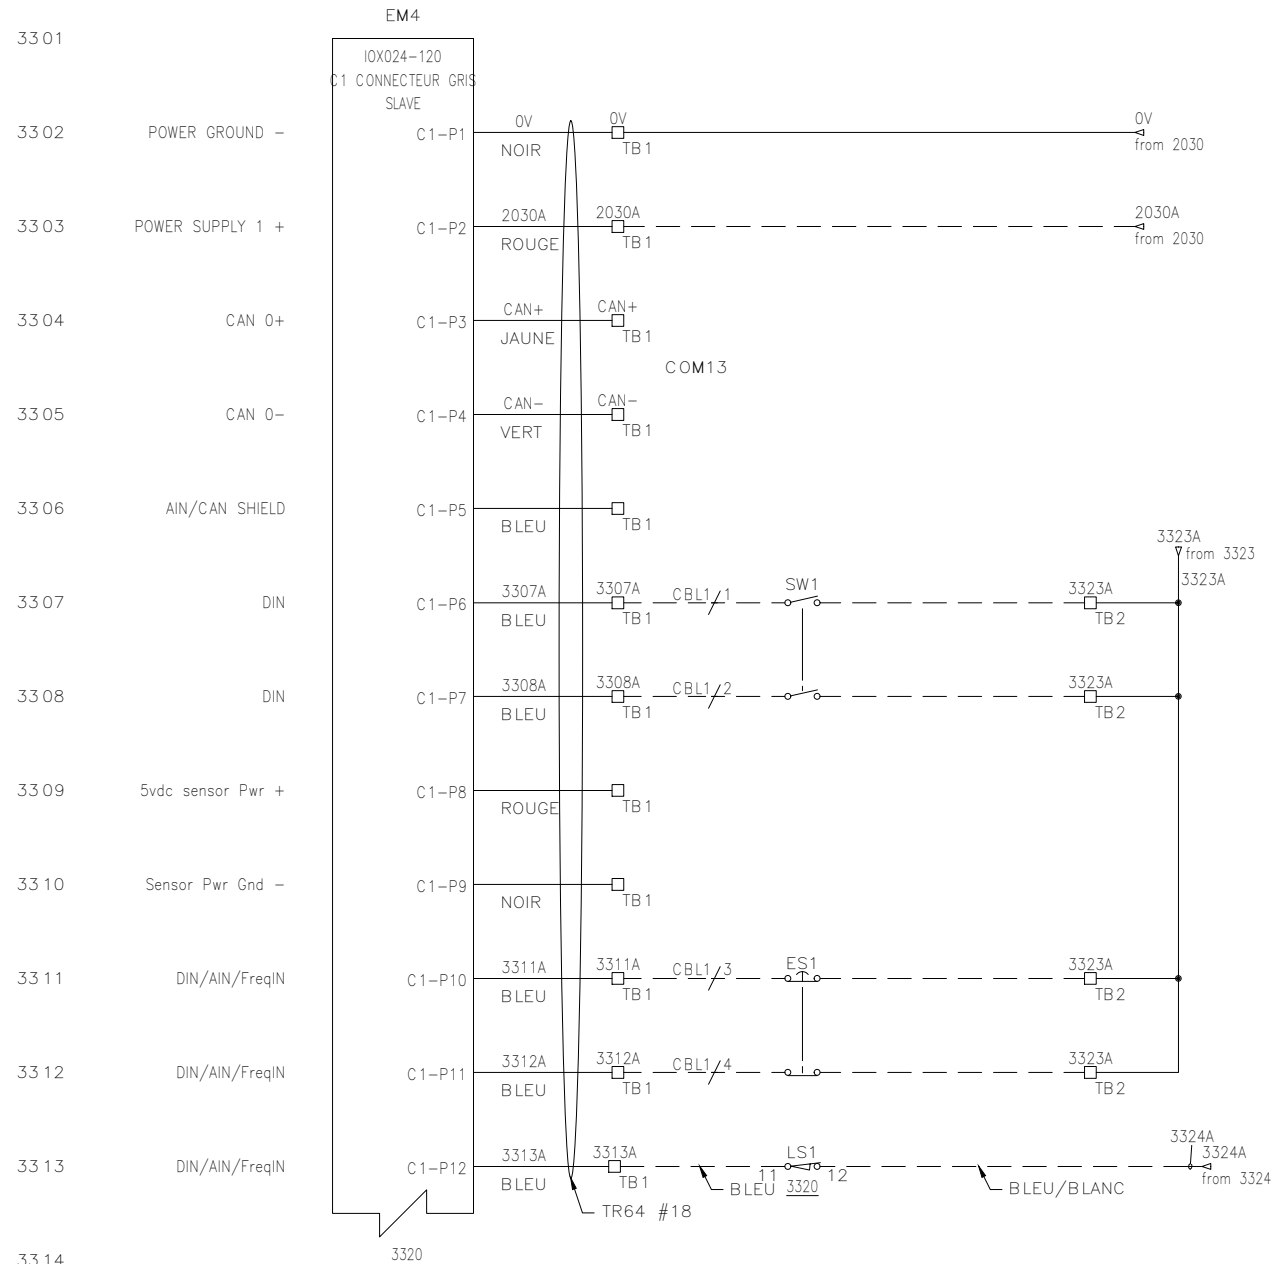 EM4
3301
IOX024-120
C1 CONNECTEUR GRIS
SLAVE
3302 POWER GROUND - C1-P1 0V 0V 0V
NOIR TB1 from 2030
3303 POWER SUPPLY 1 + C1-P2 2030A 2030A 2030A
ROUGE TB1 from 2030
3304 CAN 0+ C1-P3 CAN+ CAN+
JAUNE TB1
COM13
3305 CAN 0- C1-P4 CAN- CAN-
VERT TB1
3306 AIN/CAN SHIELD C1-P5
BLEU TB1
3323A
from 3323
3323A
3307 DIN C1-P6 3307A 3307A CBL1/1 SW1 3323A
BLEU TB1 TB2
3308 DIN C1-P7 3308A 3308A CBL1/2 3323A
BLEU TB1 TB2
3309 5vdc sensor Pwr + C1-P8
ROUGE TB1
3310 Sensor Pwr Gnd - C1-P9
NOIR TB1
3311 DIN/AIN/FreqIN C1-P10 3311A 3311A CBL1/3 ES1 3323A
BLEU TB1 TB2
3312 DIN/AIN/FreqIN C1-P11 3312A 3312A CBL1/4 3323A
BLEU TB1 TB2
3324A
3313 DIN/AIN/FreqIN C1-P12 3313A 3313A LS1 3324A
BLEU TB1 11 12 from 3324
BLEU 3320 BLEU/BLANC
TR64 #18
3320
3314